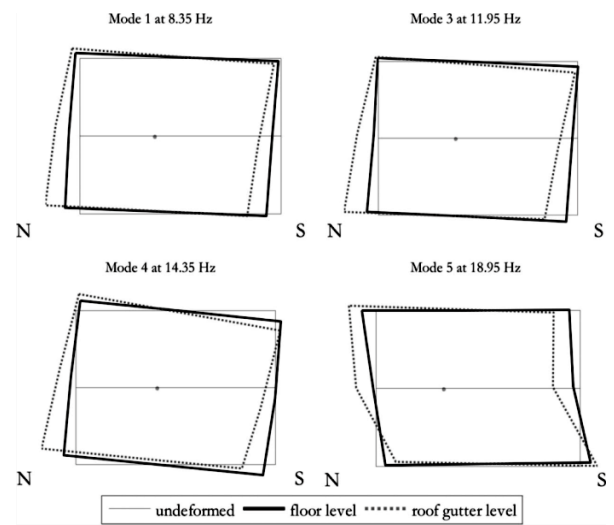 Mode 1 at 8.35 Hz
Mode 3 at 11.95 Hz
N
S
N
S
Mode 4 at 14.35 Hz
Mode 5 at 18.95 Hz
N
S
N
S
undeformed
floor level
roof gutter level